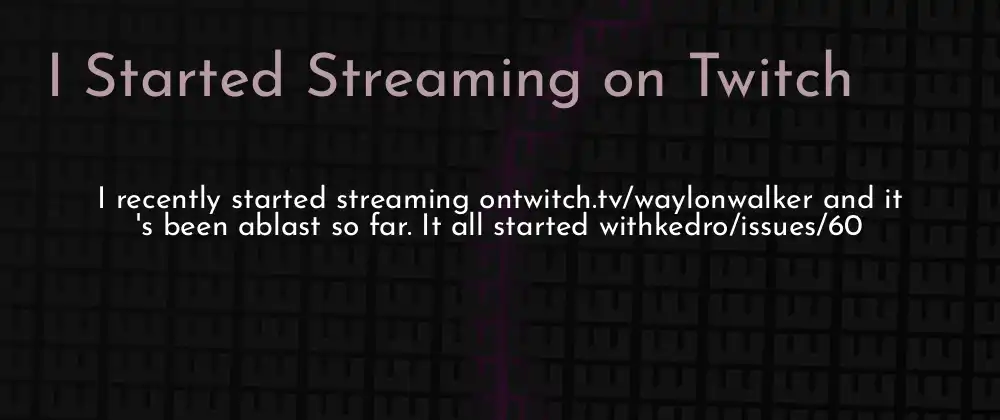 I Started Streaming on Twitch
I recently started streaming ontwitch.tv/waylonwalker and it
's been ablast so far. It all started withkedro/issues/60